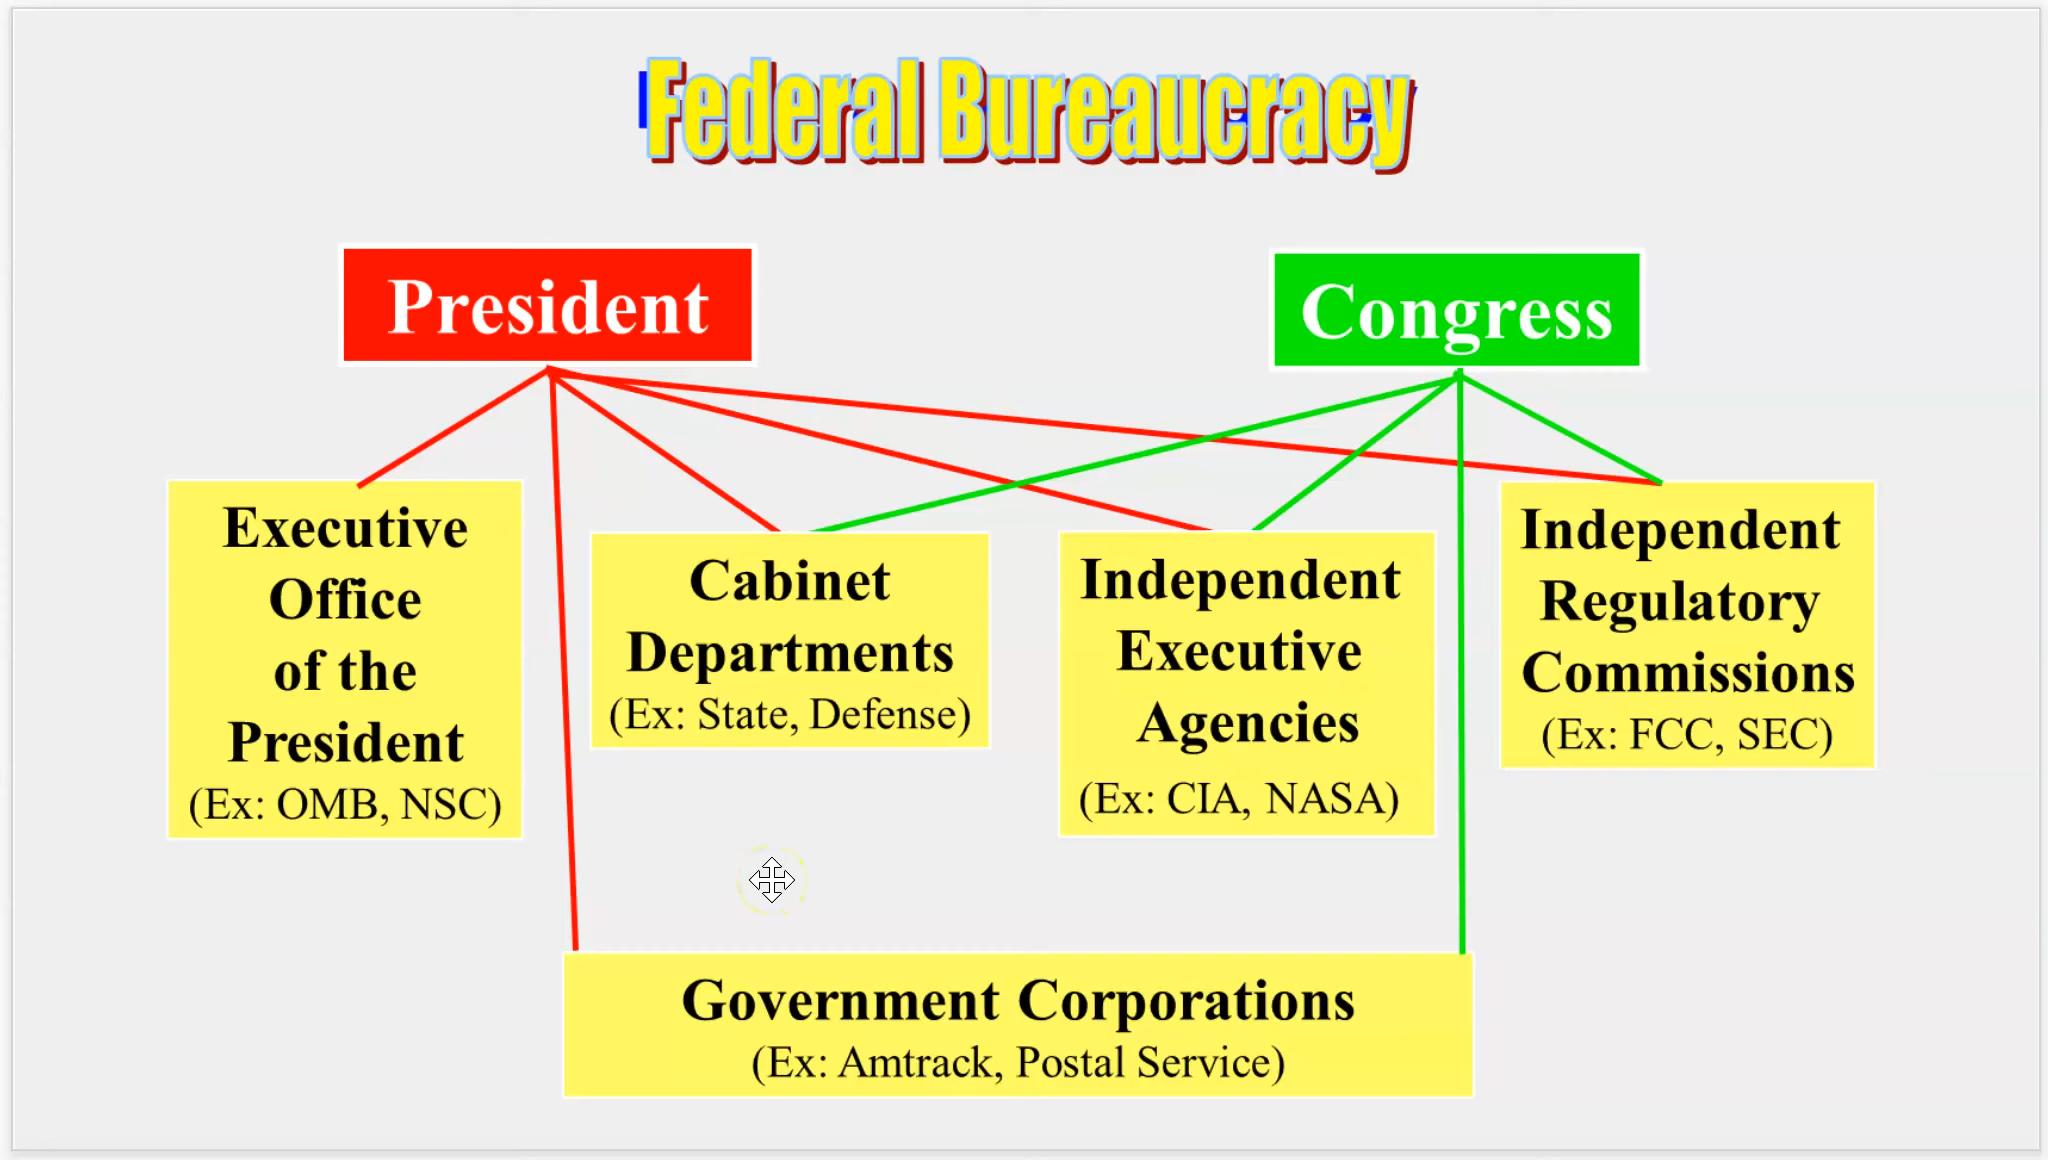 Federal Bureaucracy
President
Congress
Executive
Office
of the
President
(Ex: OMB, NSC)
Cabinet
Departments
(Ex: State, Defense)
Independent
Executive
Agencies
(Ex: CIA, NASA)
Independent
Regulatory
Commissions
(Ex: FCC, SEC)
Government Corporations
(Ex: Amtrack, Postal Service)